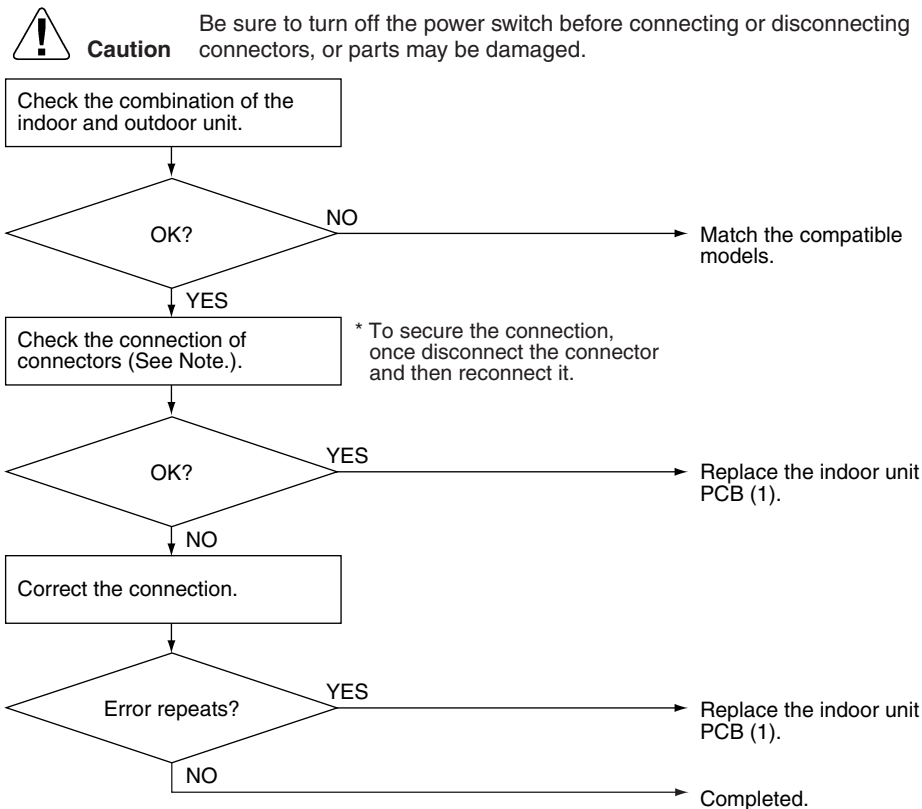 Be sure to turn off the power switch before connecting or disconnecting
Caution connectors, or parts may be damaged.
Check the combination of the
indoor and outdoor unit.
OK?
NO
Match the compatible
models.
YES
Check the connection of
connectors (See Note.).
* To secure the connection,
once disconnect the connector
and then reconnect it.
OK?
YES
Replace the indoor unit
PCB (1).
NO
Correct the connection.
Error repeats?
YES
Replace the indoor unit
PCB (1).
NO
Completed.